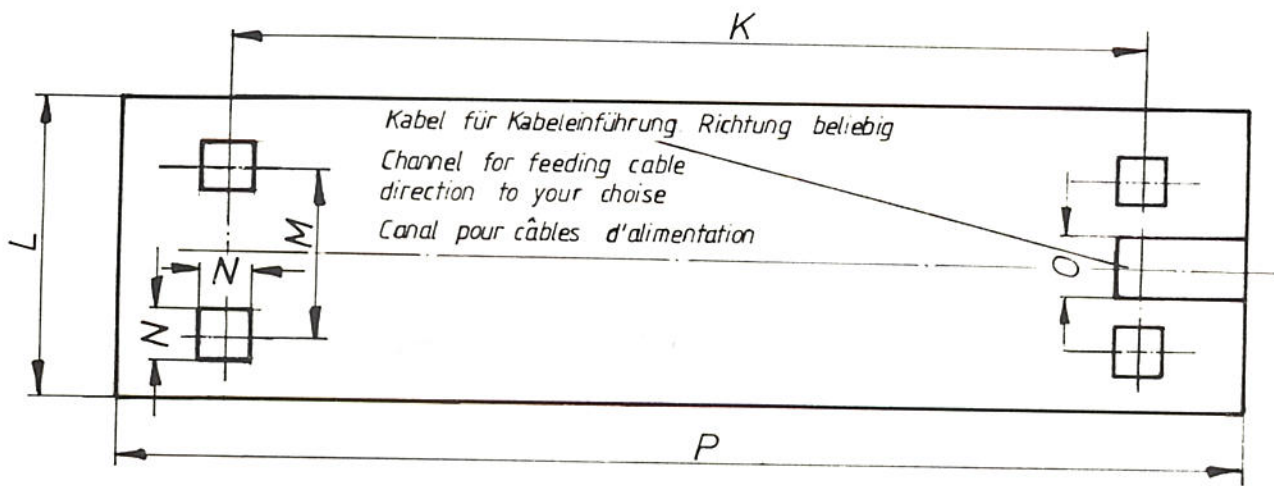 K
Kabel für Kabeleinführung Richtung beliebig
Channel for feeding cable
direction to your choise
Canal pour câbles d'alimentation
L
M
N
N
O
P